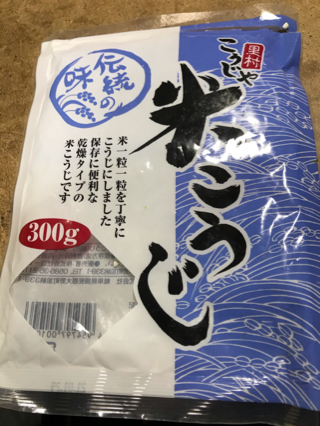 里村
こうじや
米こうじ
伝統の
味
米一粒一粒を丁寧に
こうじにしました
保存に便利な
乾燥タイプの
米こうじです
300g